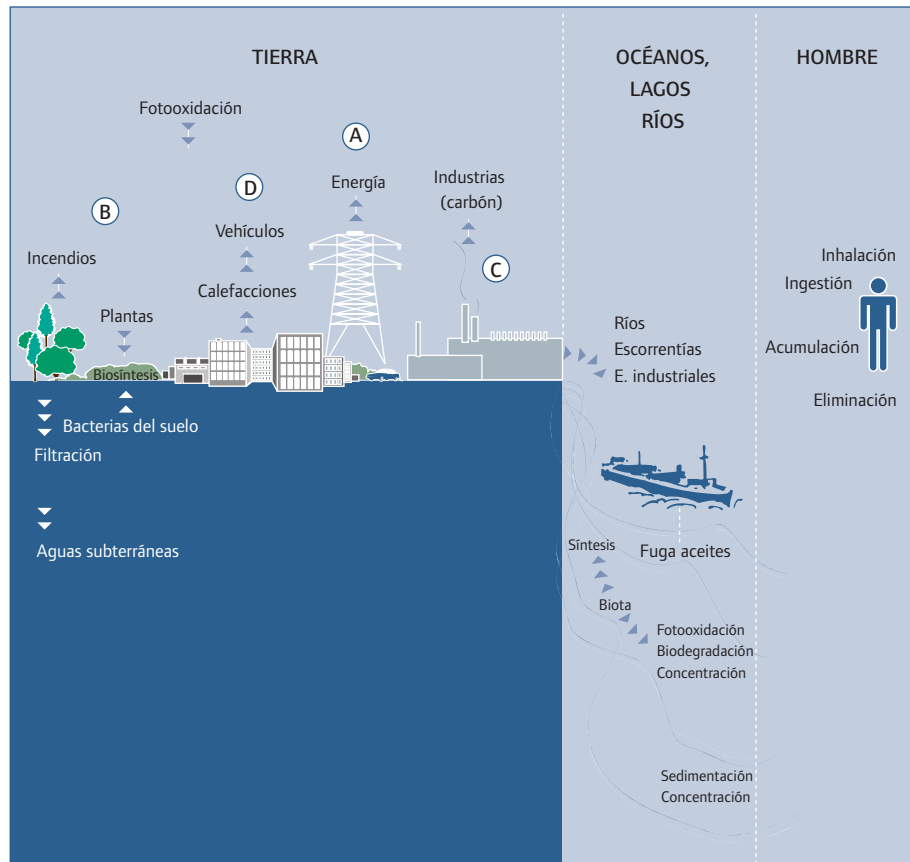 TIERRA
OCÉANOS,
LAGOS
RÍOS
HOMBRE
Fotooxidación
A
Energía
Industrias
(carbón)
D
Vehículos
Calefacciones
B
Incendios
Plantas
Biosíntesis
C
Bacterias del suelo
Filtración
Aguas subterráneas
Ríos
Escorrentías
E. industriales
Fuga aceites
Síntesis
Biota
Fotooxidación
Biodegradación
Concentración
Sedimentación
Concentración
Inhalación
Ingestión
Acumulación
Eliminación